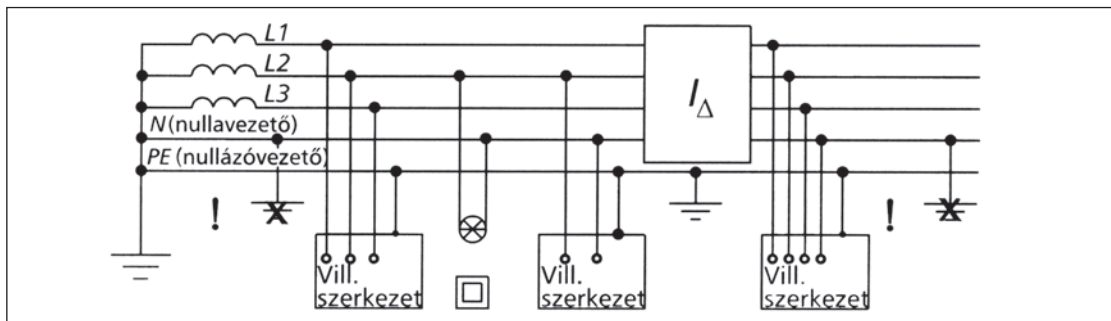 L1
L2
L3
N (nullavezető)
PE (nullázóvezető)
I∆
!
!
Vill.
szerkezet
Vill.
szerkezet
Vill.
szerkezet